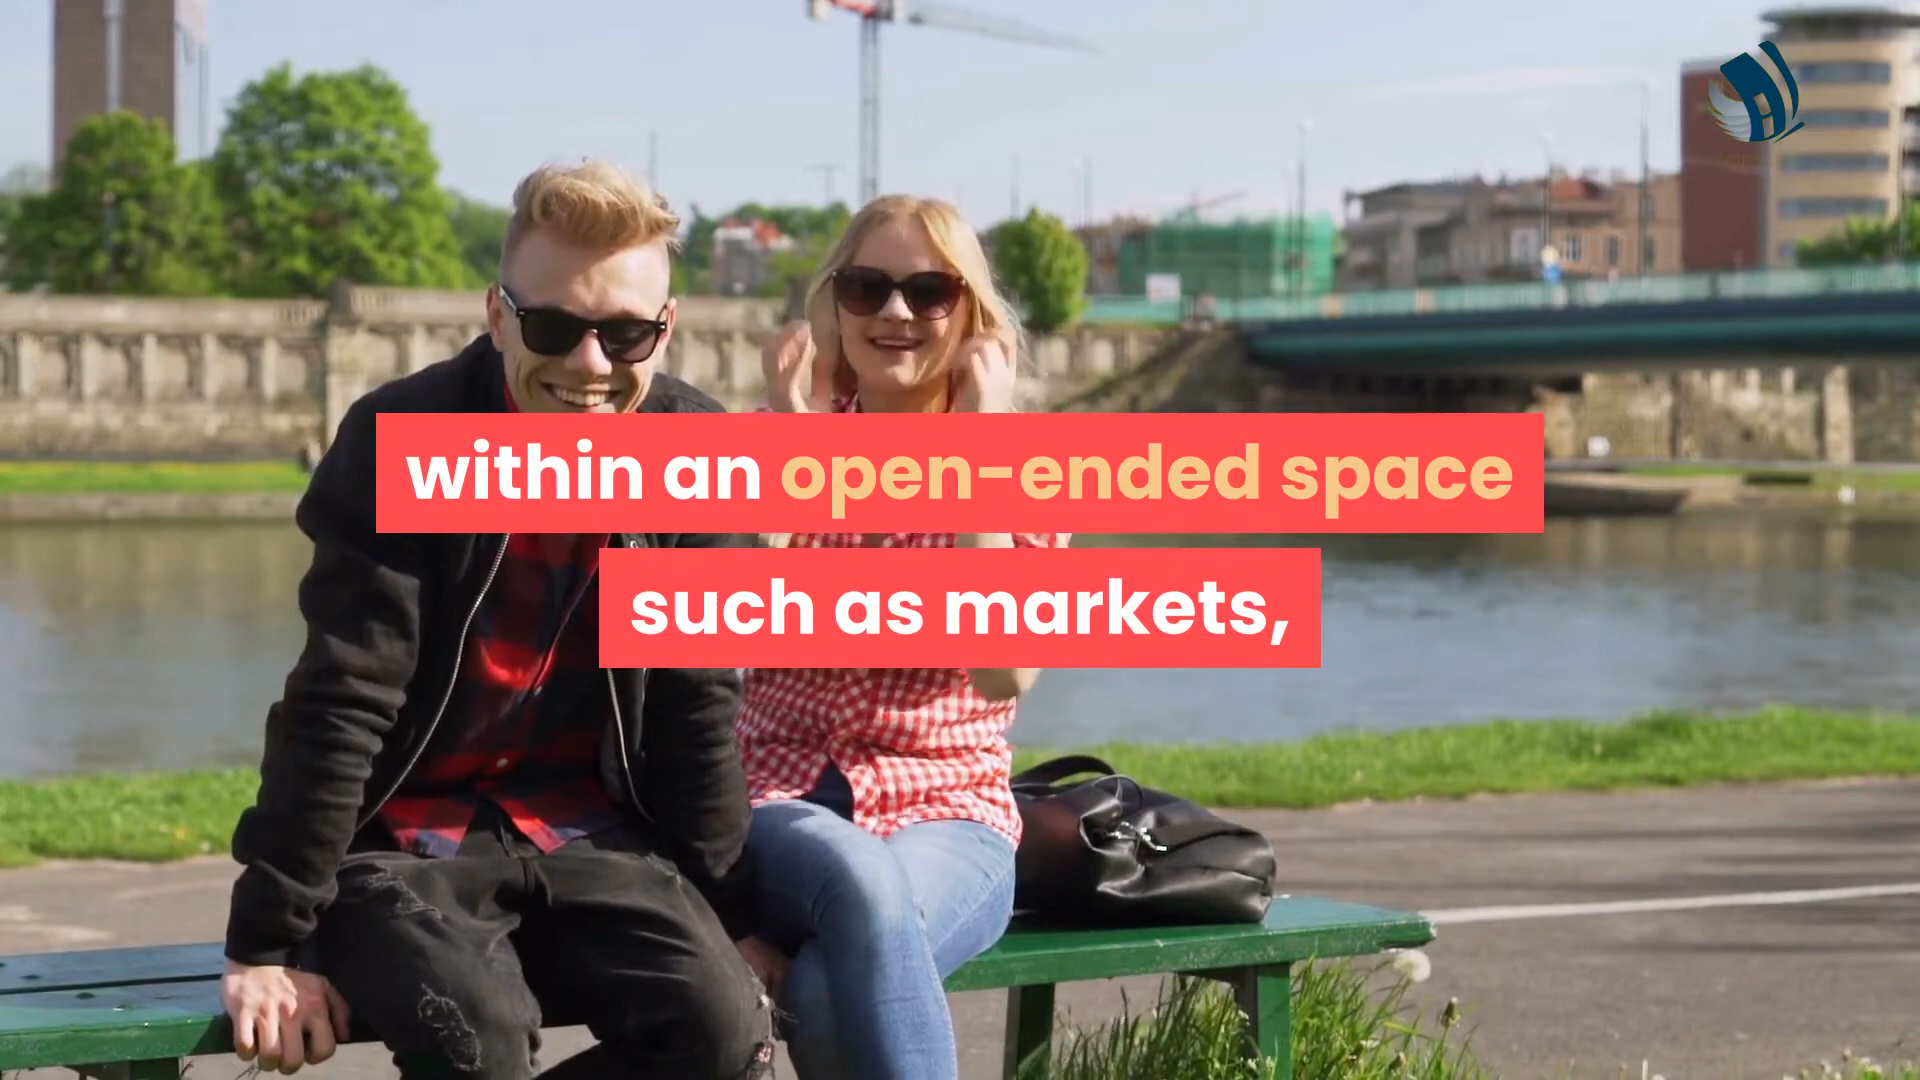 within an open-ended space
such as markets,